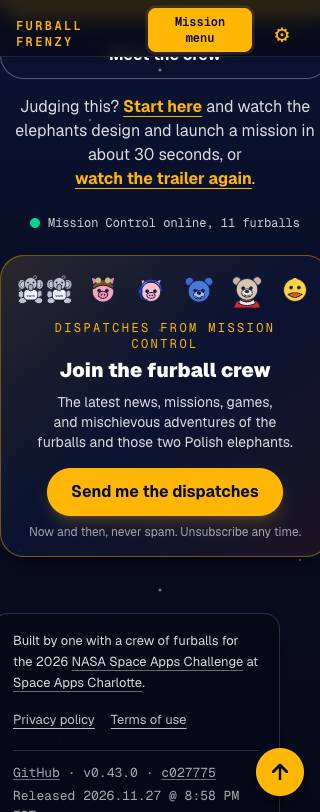 FURBALL
FRENZY
Mission
menu
Meet the crew
Judging this? Start here and watch the
elephants design and launch a mission in
about 30 seconds, or
watch the trailer again.
Mission Control online, 11 furballs
DISPATCHES FROM MISSION
CONTROL
Join the furball crew
The latest news, missions, games,
and mischievous adventures of the
furballs and those two Polish elephants.
Send me the dispatches
Now and then, never spam. Unsubscribe any time.
Built by one with a crew of furballs for
the 2026 NASA Space Apps Challenge at
Space Apps Charlotte.
Privacy policy Terms of use
GitHub · v0.43.0 · c027775
Released 2026.11.27 @ 8:58 PM